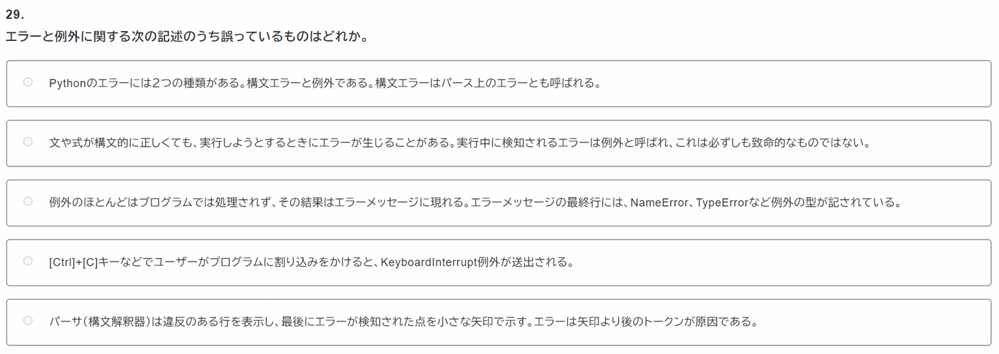 29.
エラーと例外に関する次の記述のうち誤っているものはどれか。
Pythonのエラーには2つの種類がある。構文エラーと例外である。構文エラーはパース上のエラーとも呼ばれる。
文や式が構文的に正しくても、実行しようとするときにエラーが生じることがある。実行中に検知されるエラーは例外と呼ばれ、これは必ずしも致命的なものではない。
例外のほとんどはプログラムでは処理されず、その結果はエラーメッセージに現れる。エラーメッセージの最終行には、NameError、TypeErrorなど例外の型が記されている。
[Ctrl]+[C]キーなどでユーザーがプログラムに割り込みをかけると、KeyboardInterrupt例外が送出される。
パーサ(構文解釈器)は違反のある行を表示し、最後にエラーが検知された点を小さな矢印で示す。エラーは矢印より後のトークンが原因である。